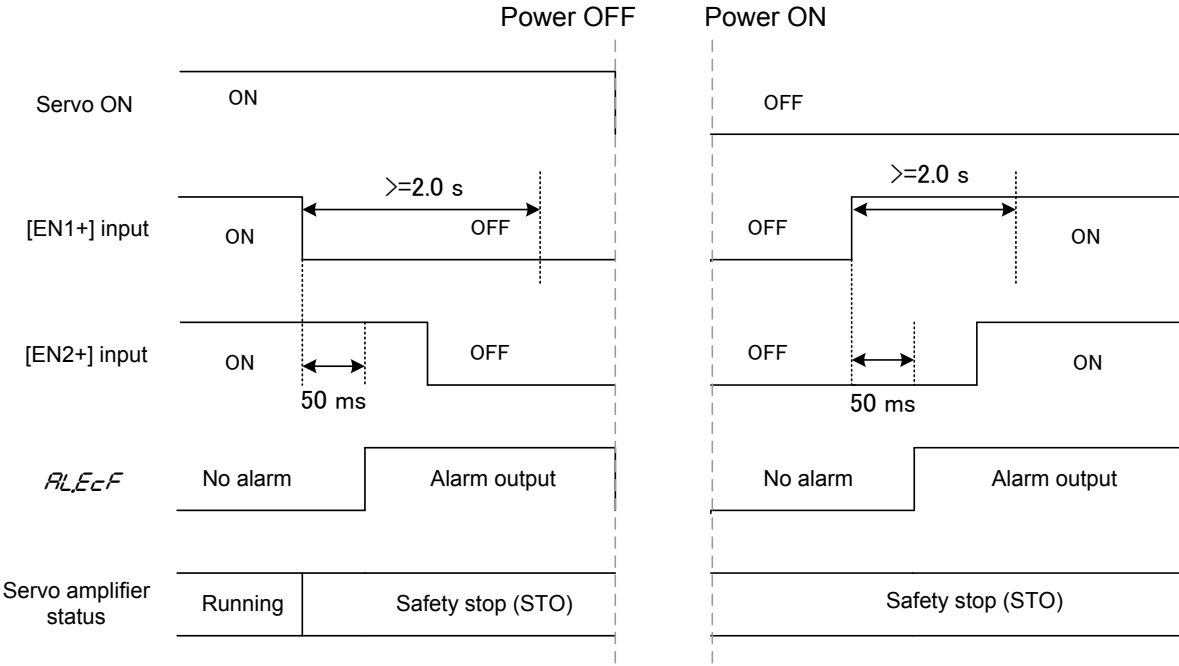 Power OFF
Power ON
Servo ON
ON
OFF
>=2.0 s
>=2.0 s
[EN1+] input
ON
OFF
OFF
ON
[EN2+] input
ON
OFF
OFF
ON
50 ms
50 ms
AL.EcF
No alarm
Alarm output
No alarm
Alarm output
Servo amplifier
status
Running
Safety stop (STO)
Safety stop (STO)